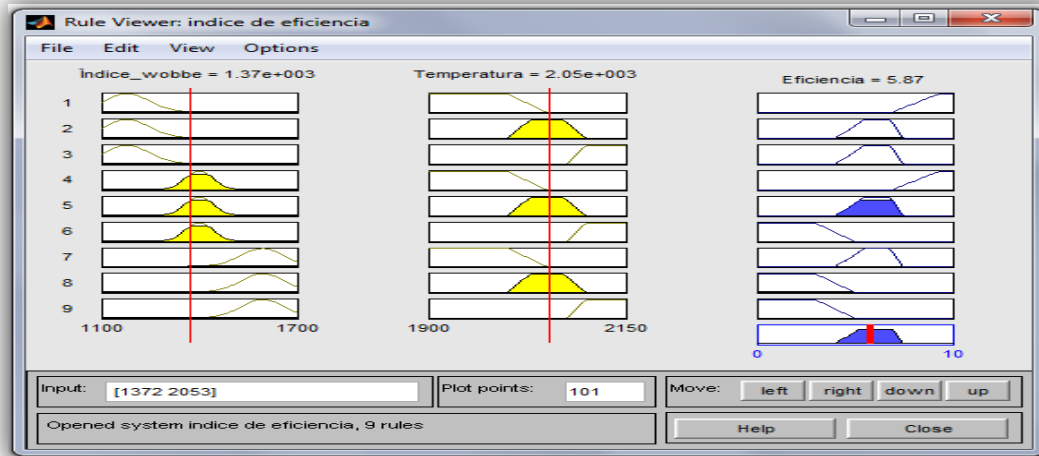 Rule Viewer: indice de eficiencia
File Edit View Options
Índice_wobbe = 1.37e+003
Temperatura = 2.05e+003
Eficiencia = 5.87
1
2
3
4
5
6
7
8
9
1100 1700
1900 2150
0 10
Input: [1372 2053]
Plot points: 101
Move: left right down up
Opened system indice de eficiencia, 9 rules
Help Close